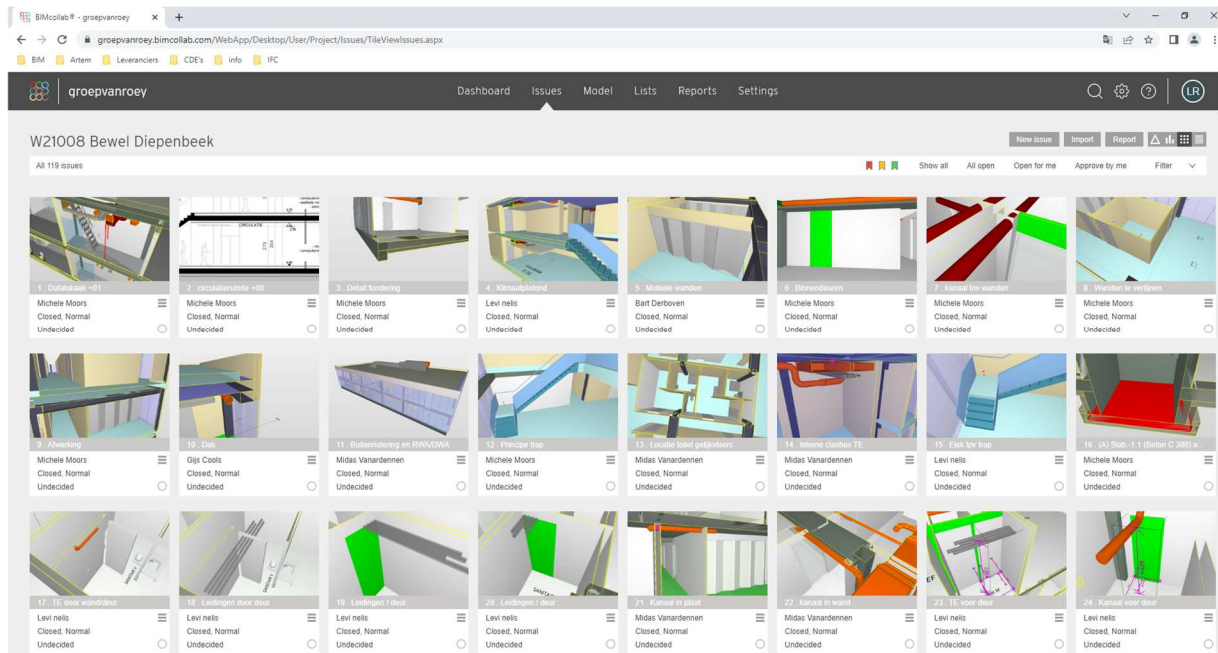 BIMcollab® - groepvanroey
groepvanroey.bimcollab.com/WebApp/Desktop/User/Project/Issues/TileViewIssues.aspx
BIM Artem Leveranciers CDE's info IFC
groepvanroey Dashboard Issues Model Lists Reports Settings LR
W21008 Bewel Diepenbeek New issue Import Report
All 119 issues Show all All open Open for me Approve by me Filter
CIRCULATIE
1 . Datalokaak +01 2 . circulatieruimte +00 3 . Detail fundering 4 . Klimaatplafond 5 . Mobiele wanden 6 . Binnendeuren 7 . kanaal tov wanden 8 . Wanden te verfijnen
Michele Moors Michele Moors Michele Moors Levi nelis Bart Derboven Michele Moors Michele Moors Michele Moors
Closed, Normal Closed, Normal Closed, Normal Closed, Normal Closed, Normal Closed, Normal Closed, Normal Closed, Normal
Undecided Undecided Undecided Undecided Undecided Undecided Undecided Undecided
9 . Afwerking 10 . Dak 11 . Buitenriolering en RWA/DWA 12 . Principe trap 13 . Locatie toilet gelijkvloers 14 . Interne clashes TE 15 . Elek tpv trap 16 . (A) Slab.-1.1 (Beton C 300) a...
Michele Moors Gijs Cools Midas Vanardennen Michele Moors Midas Vanardennen Midas Vanardennen Levi nelis Michele Moors
Closed, Normal Closed, Normal Closed, Normal Closed, Normal Closed, Normal Closed, Normal Closed, Normal Closed, Normal
Undecided Undecided Undecided Undecided Undecided Undecided Undecided Undecided
17 . TE door wand/deur 18 . Leidingen door deur 19 . Leidingen / deur 20 . Leidingen / deur 21 . Kanaal in plaat 22 . kanaal in wand 23 . TE voor deur 24 . Kanaal voor deur
Levi nelis Levi nelis Levi nelis Levi nelis Midas Vanardennen Midas Vanardennen Levi nelis Levi nelis
Closed, Normal Closed, Normal Closed, Normal Closed, Normal Closed, Normal Closed, Normal Closed, Normal Closed, Normal
Undecided Undecided Undecided Undecided Undecided Undecided Undecided Undecided